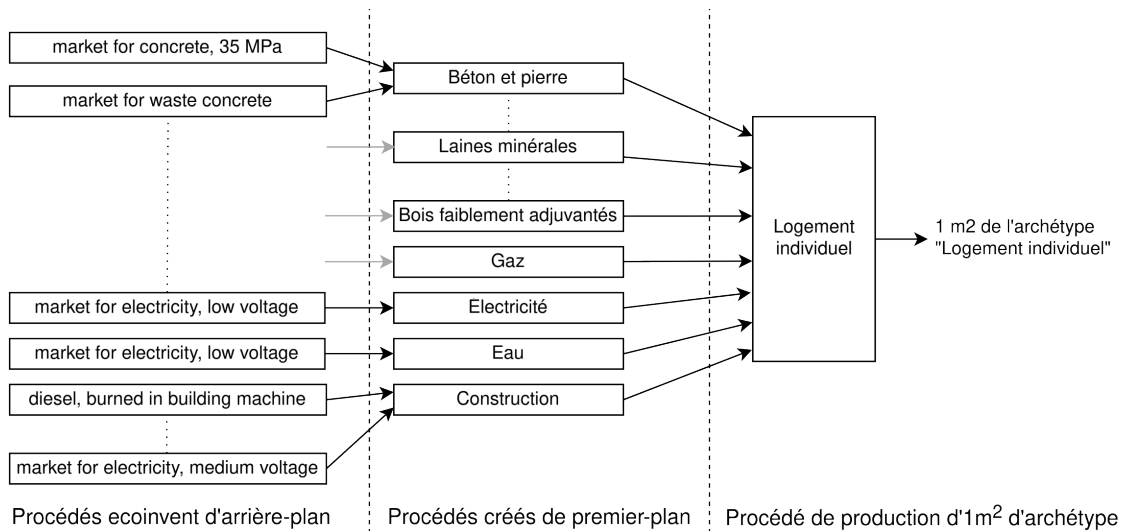 market for concrete, 35 MPa
market for waste concrete
market for electricity, low voltage
market for electricity, low voltage
diesel, burned in building machine
market for electricity, medium voltage
Procédés ecoinvent d'arrière-plan
Béton et pierre
Laines minérales
Bois faiblement adjuvantés
Gaz
Electricité
Eau
Construction
Procédés créés de premier-plan
Logement
individuel
1 m2 de l'archétype
"Logement individuel"
Procédé de production d'1m² d'archétype